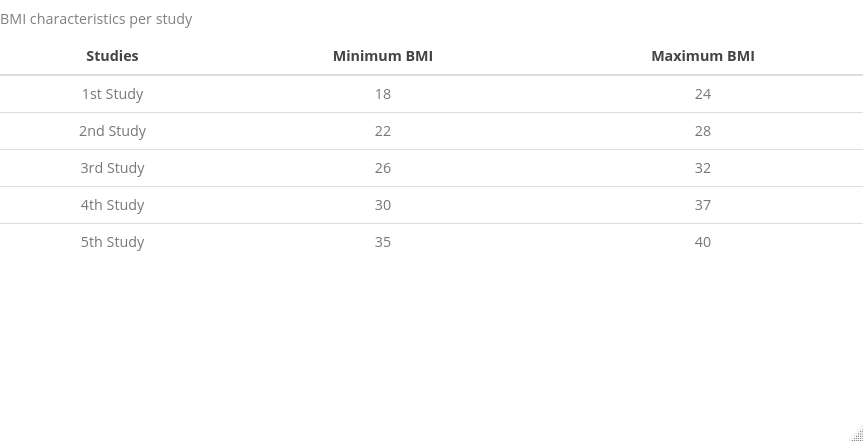 BMI characteristics per study
Studies Minimum BMI Maximum BMI
1st Study 18 24
2nd Study 22 28
3rd Study 26 32
4th Study 30 37
5th Study 35 40